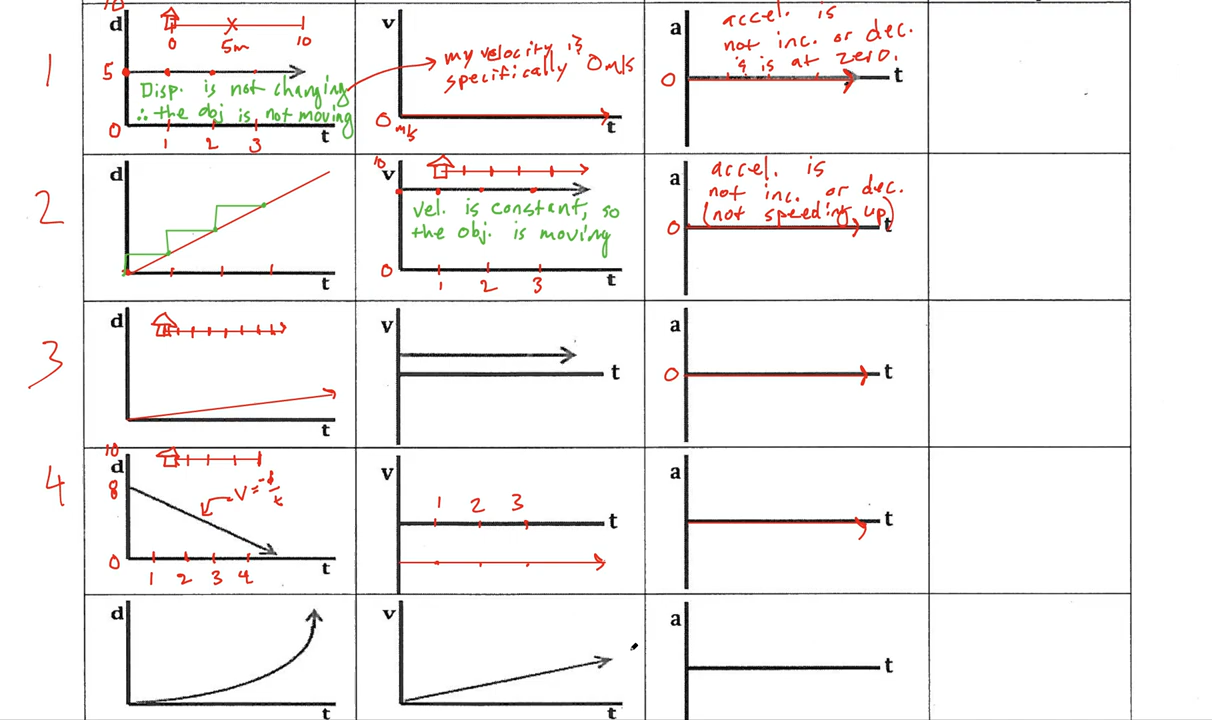 10
1
d
0
5m
10
5
Disp. is not changing
∴ the obj is not moving
0
1 2 3
t
v
my velocity is
specifically 0m/s
0 m/s
t
a
accel. is
not inc. or dec.
is at zero.
0
t
2
d
t
10
v
vel. is constant, so
the obj. is moving
0
1 2 3
t
a
accel. is
not inc. or dec.
(not speeding up)
0
t
3
d
t
v
t
a
0
t
4
10
d
8
v = -d/t
0
1 2 3 4
t
v
1 2 3
t
a
t
d
t
v
t
a
t